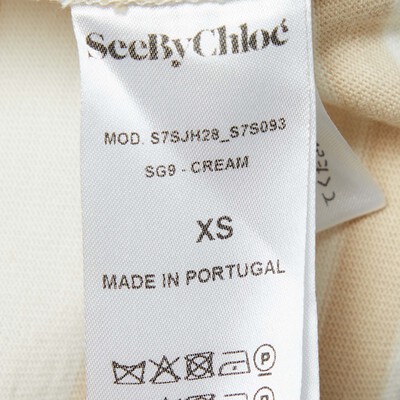 SeeByChloé
MOD. S7SJH28_S7S093
SG9 - CREAM
XS
MADE IN PORTUGAL
P